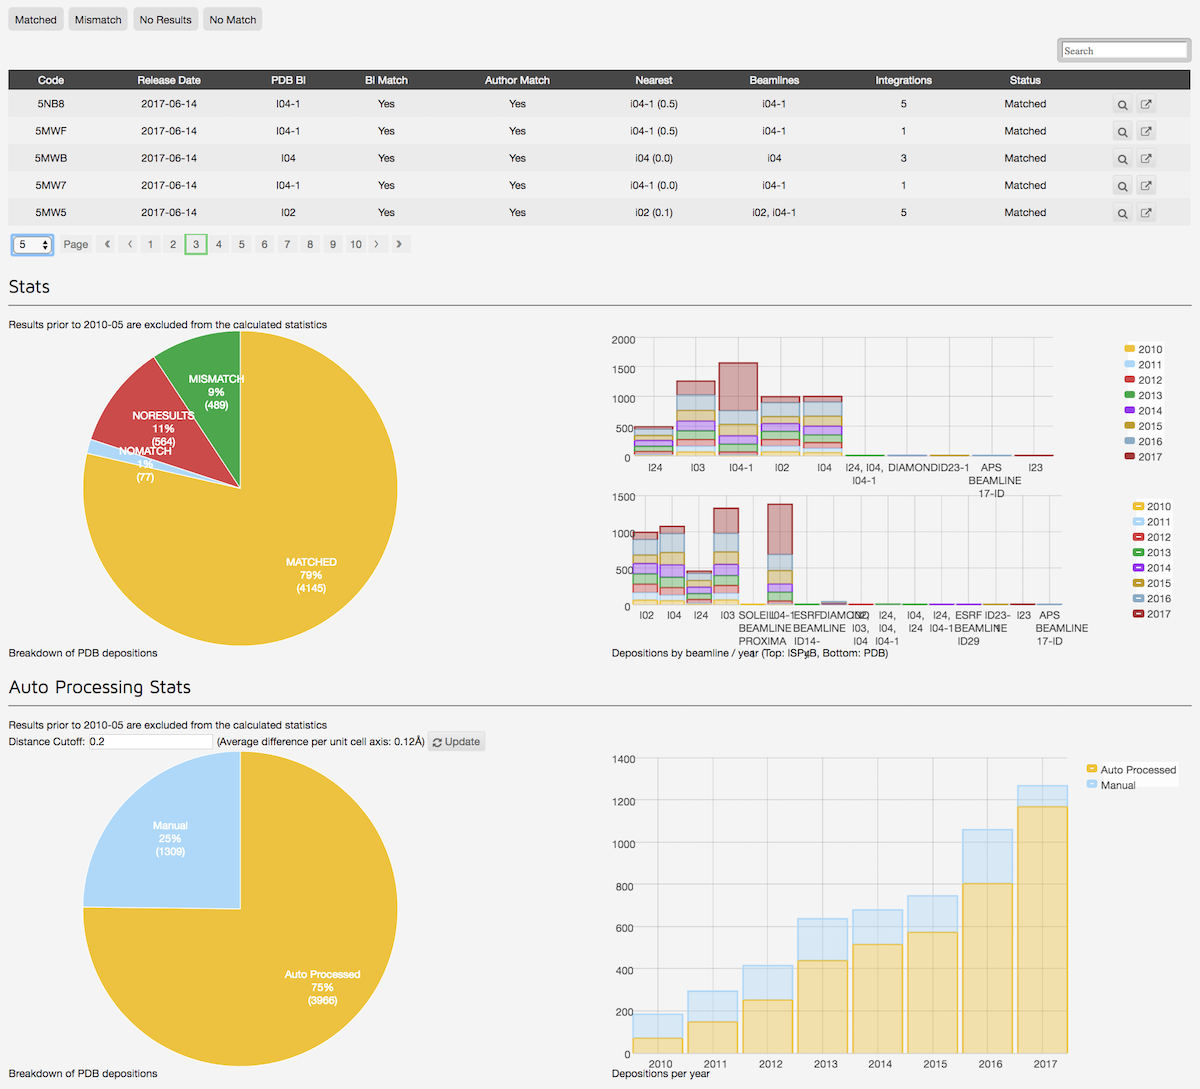 Matched Mismatch No Results No Match
Search
Code Release Date PDB Bl Bl Match Author Match Nearest Beamlines Integrations Status
5NB8 2017-06-14 I04-1 Yes Yes i04-1 (0.5) i04-1 5 Matched
5MWF 2017-06-14 I04-1 Yes Yes i04-1 (0.5) i04-1 1 Matched
5MWB 2017-06-14 I04 Yes Yes i04 (0.0) i04 3 Matched
5MW7 2017-06-14 I04-1 Yes Yes i04-1 (0.0) i04-1 1 Matched
5MW5 2017-06-14 I02 Yes Yes i02 (0.1) i02, i04-1 5 Matched
5 Page « ‹ 1 2 3 4 5 6 7 8 9 10 › »
Stats
Results prior to 2010-05 are excluded from the calculated statistics
MISMATCH
9%
(489)
NORESULTS
11%
(564)
NOMATCH
1%
(77)
MATCHED
79%
(4145)
Breakdown of PDB depositions
2000
1500
1000
500
0
I24 I03 I04-1 I02 I04 I24, I04, I04-1 DIAMOND ID23-1 APS BEAMLINE 17-ID I23
2010
2011
2012
2013
2014
2015
2016
2017
1500
1000
500
0
I02 I04 I24 I03 SOLEIL BEAMLINE PROXIMA I04-1 ESRF BEAMLINE ID14- DIAMOND I02, I03, I04 I24, I04, I04-1 I04, I24 I24, I04-1 ESRF BEAMLINE ID29 ID23- I23 APS BEAMLINE 17-ID
2010
2011
2012
2013
2014
2015
2016
2017
Depositions by beamline / year (Top: ISPyB, Bottom: PDB)
Auto Processing Stats
Results prior to 2010-05 are excluded from the calculated statistics
Distance Cutoff: 0.2 (Average difference per unit cell axis: 0.12Å) Update
Manual
25%
(1309)
Auto Processed
75%
(3966)
Breakdown of PDB depositions
1400
1200
1000
800
600
400
200
0
2010 2011 2012 2013 2014 2015 2016 2017
Auto Processed
Manual
Depositions per year